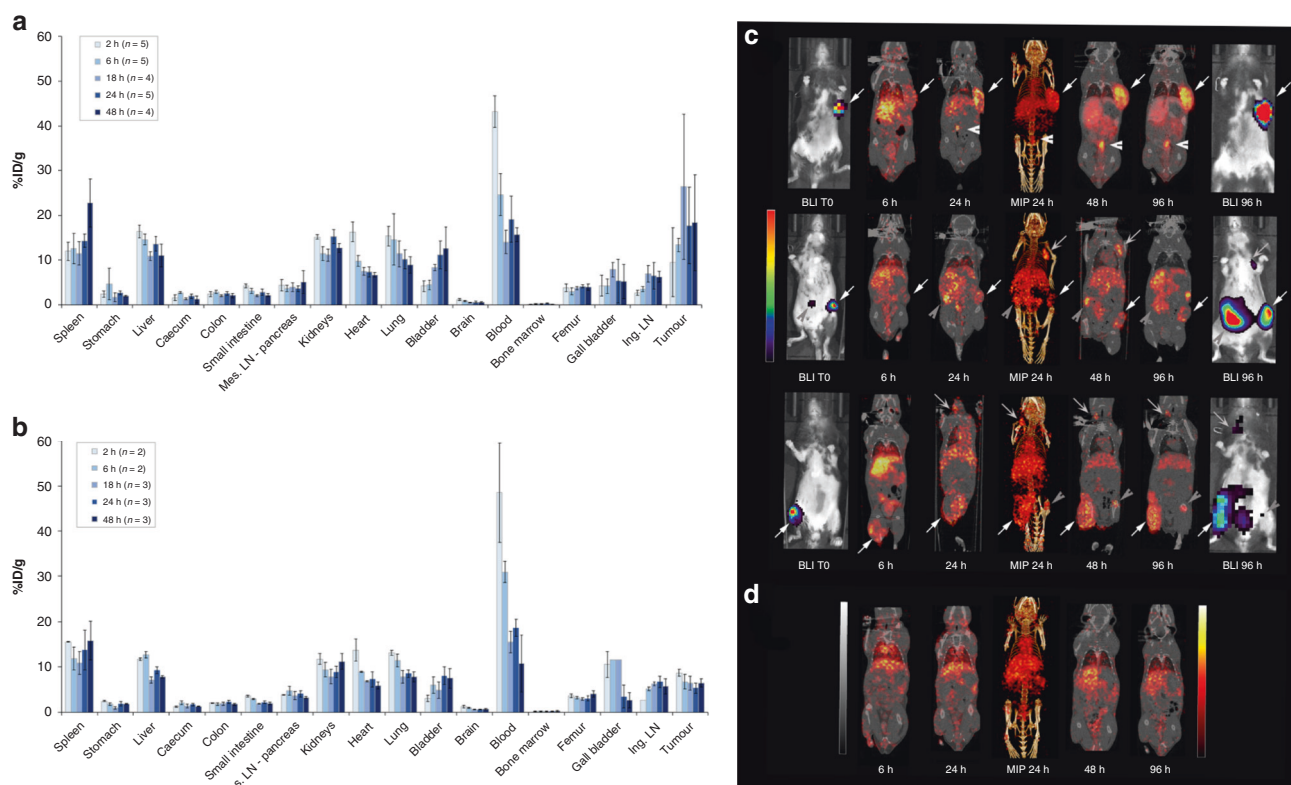 a
60
50
40
30
20
10
0
%ID/g
2 h (n = 5)
6 h (n = 5)
18 h (n = 4)
24 h (n = 5)
48 h (n = 4)
Spleen
Stomach
Liver
Caecum
Colon
Small intestine
Mes. LN - pancreas
Kidneys
Heart
Lung
Bladder
Brain
Blood
Bone marrow
Femur
Gall bladder
Ing. LN
Tumour
b
60
50
40
30
20
10
0
%ID/g
2 h (n = 2)
6 h (n = 2)
18 h (n = 3)
24 h (n = 3)
48 h (n = 3)
Spleen
Stomach
Liver
Caecum
Colon
Small intestine
s. LN - pancreas
Kidneys
Heart
Lung
Bladder
Brain
Blood
Bone marrow
Femur
Gall bladder
Ing. LN
Tumour
c
BLI T0 6 h 24 h MIP 24 h 48 h 96 h BLI 96 h
BLI T0 6 h 24 h MIP 24 h 48 h 96 h BLI 96 h
BLI T0 6 h 24 h MIP 24 h 48 h 96 h BLI 96 h
d
6 h 24 h MIP 24 h 48 h 96 h